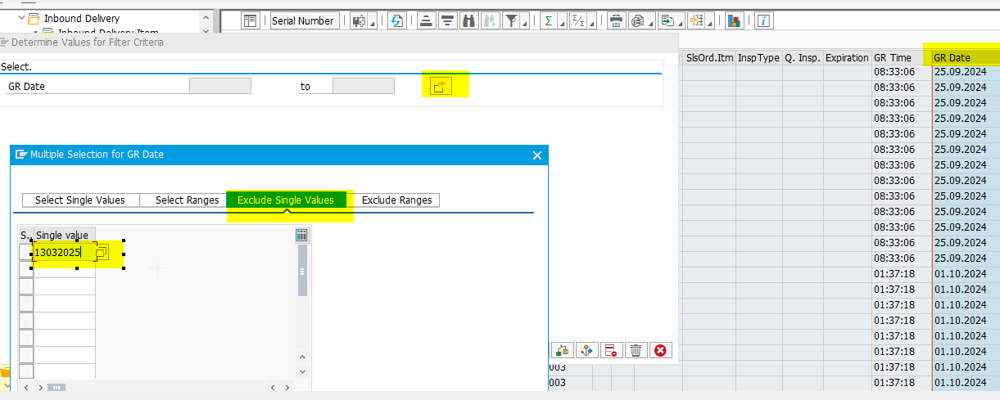 Inbound Delivery
Inbound Delivery Item
Serial Number
Determine Values for Filter Criteria
Select.
GR Date to
Multiple Selection for GR Date
Select Single Values Select Ranges Exclude Single Values Exclude Ranges
S.. Single value
13032025
SlsOrd.Itm InspType Q. Insp. Expiration GR Time GR Date
08:33:06 25.09.2024
08:33:06 25.09.2024
08:33:06 25.09.2024
08:33:06 25.09.2024
08:33:06 25.09.2024
08:33:06 25.09.2024
08:33:06 25.09.2024
08:33:06 25.09.2024
08:33:06 25.09.2024
08:33:06 25.09.2024
08:33:06 25.09.2024
08:33:06 25.09.2024
08:33:06 25.09.2024
01:37:18 01.10.2024
01:37:18 01.10.2024
01:37:18 01.10.2024
01:37:18 01.10.2024
01:37:18 01.10.2024
01:37:18 01.10.2024
003 01:37:18 01.10.2024
003 01:37:18 01.10.2024